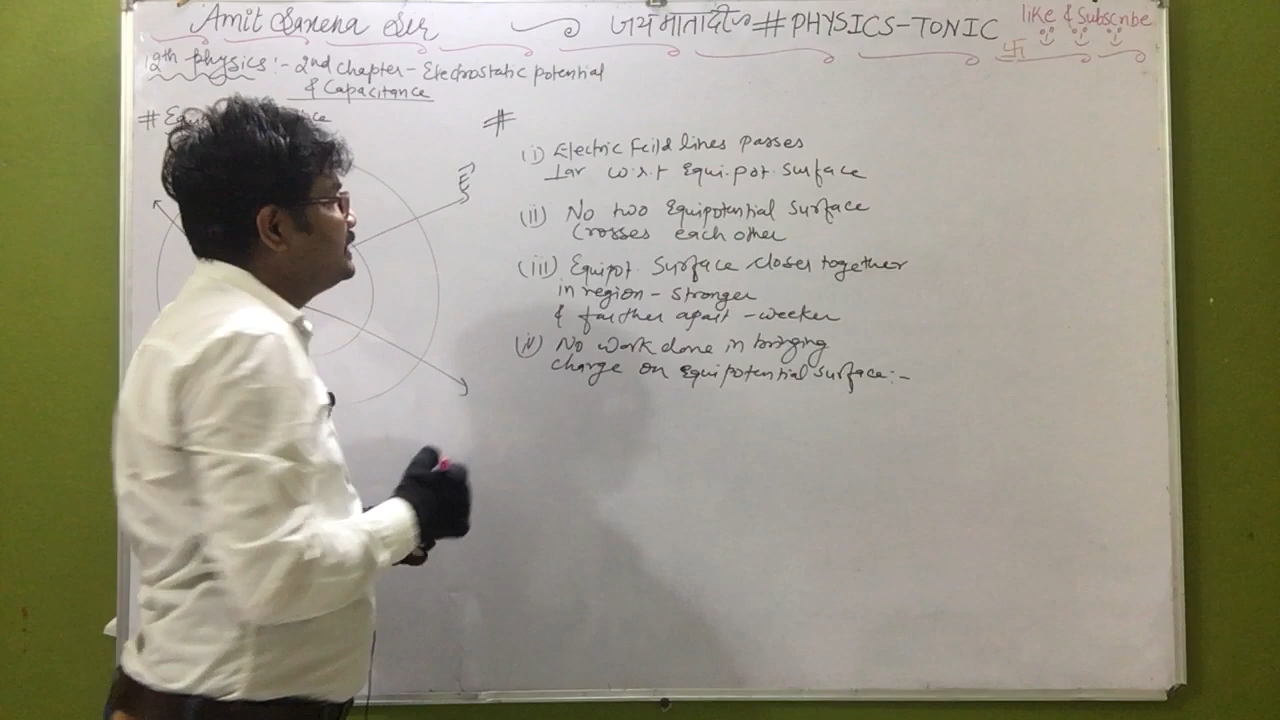 Amit Saxena Sir
जय माता दी
# PHYSICS-TONIC
like & Subscribe
12th Physics :- 2nd chapter - Electrostatic potential
& Capacitance
#
#
(i) Electric Feild lines passes
⊥ar w.r.t Equi.pot. surface
(ii) No two Equipotential Surface
Crosses each other
(iii) Equipot. Surface closer together
in region - stronger
& farther apart - weeker
(iv) No work done in bringing
charge on equipotential surface:-
E